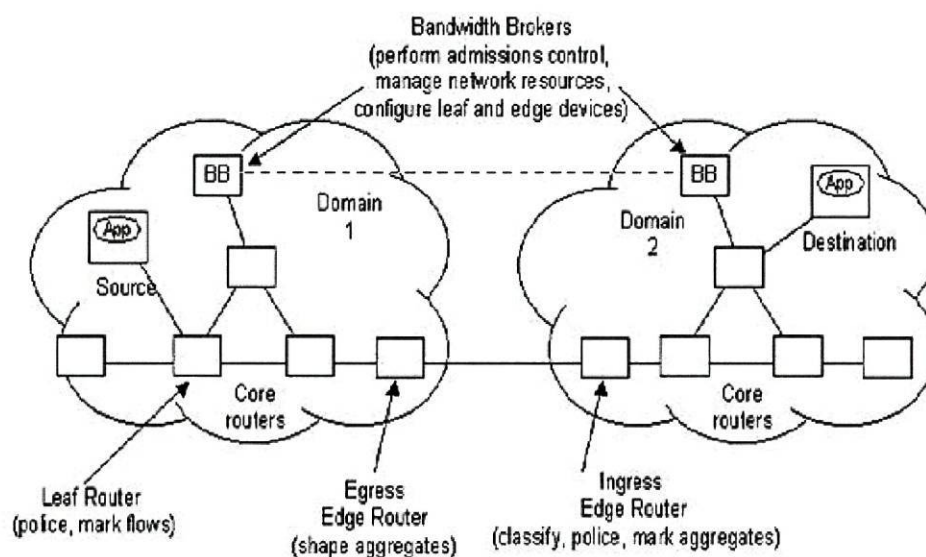 Bandwidth Brokers
(perform admissions control,
manage network resources,
configure leaf and edge devices)
BB
BB
App
App
Domain
1
Domain
2
Destination
Source
Core
routers
Core
routers
Leaf Router
(police, mark flows)
Egress
Edge Router
(shape aggregates)
Ingress
Edge Router
(classify, police, mark aggregates)